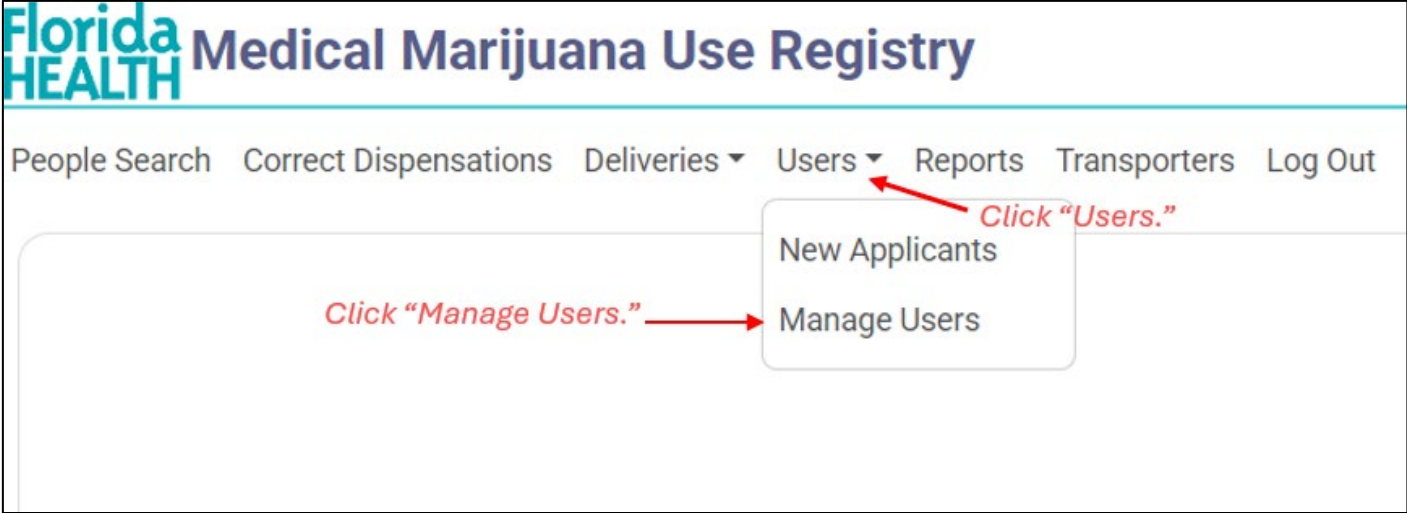 Florida
HEALTH
Medical Marijuana Use Registry
People Search Correct Dispensations Deliveries Users Reports Transporters Log Out
Click “Users.”
New Applicants
Click “Manage Users.”
Manage Users